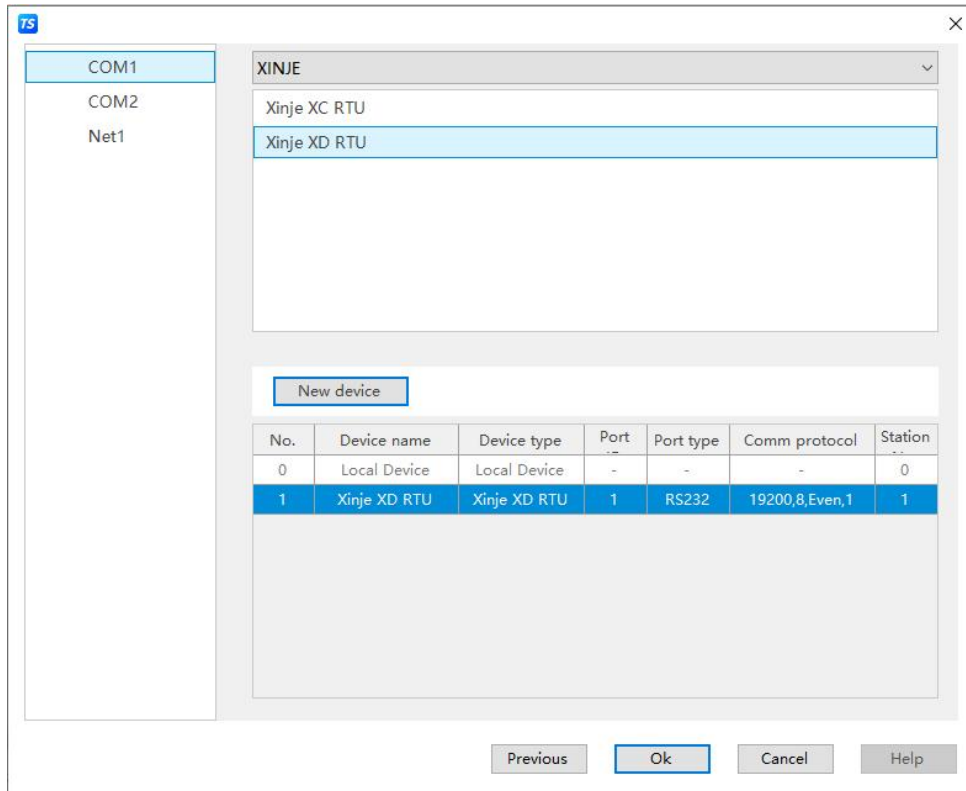 TS
COM1
COM2
Net1
XINJE
Xinje XC RTU
Xinje XD RTU
New device
No. Device name Device type Port Port type Comm protocol Station
0 Local Device Local Device - - - 0
1 Xinje XD RTU Xinje XD RTU 1 RS232 19200,8,Even,1 1
Previous Ok Cancel Help